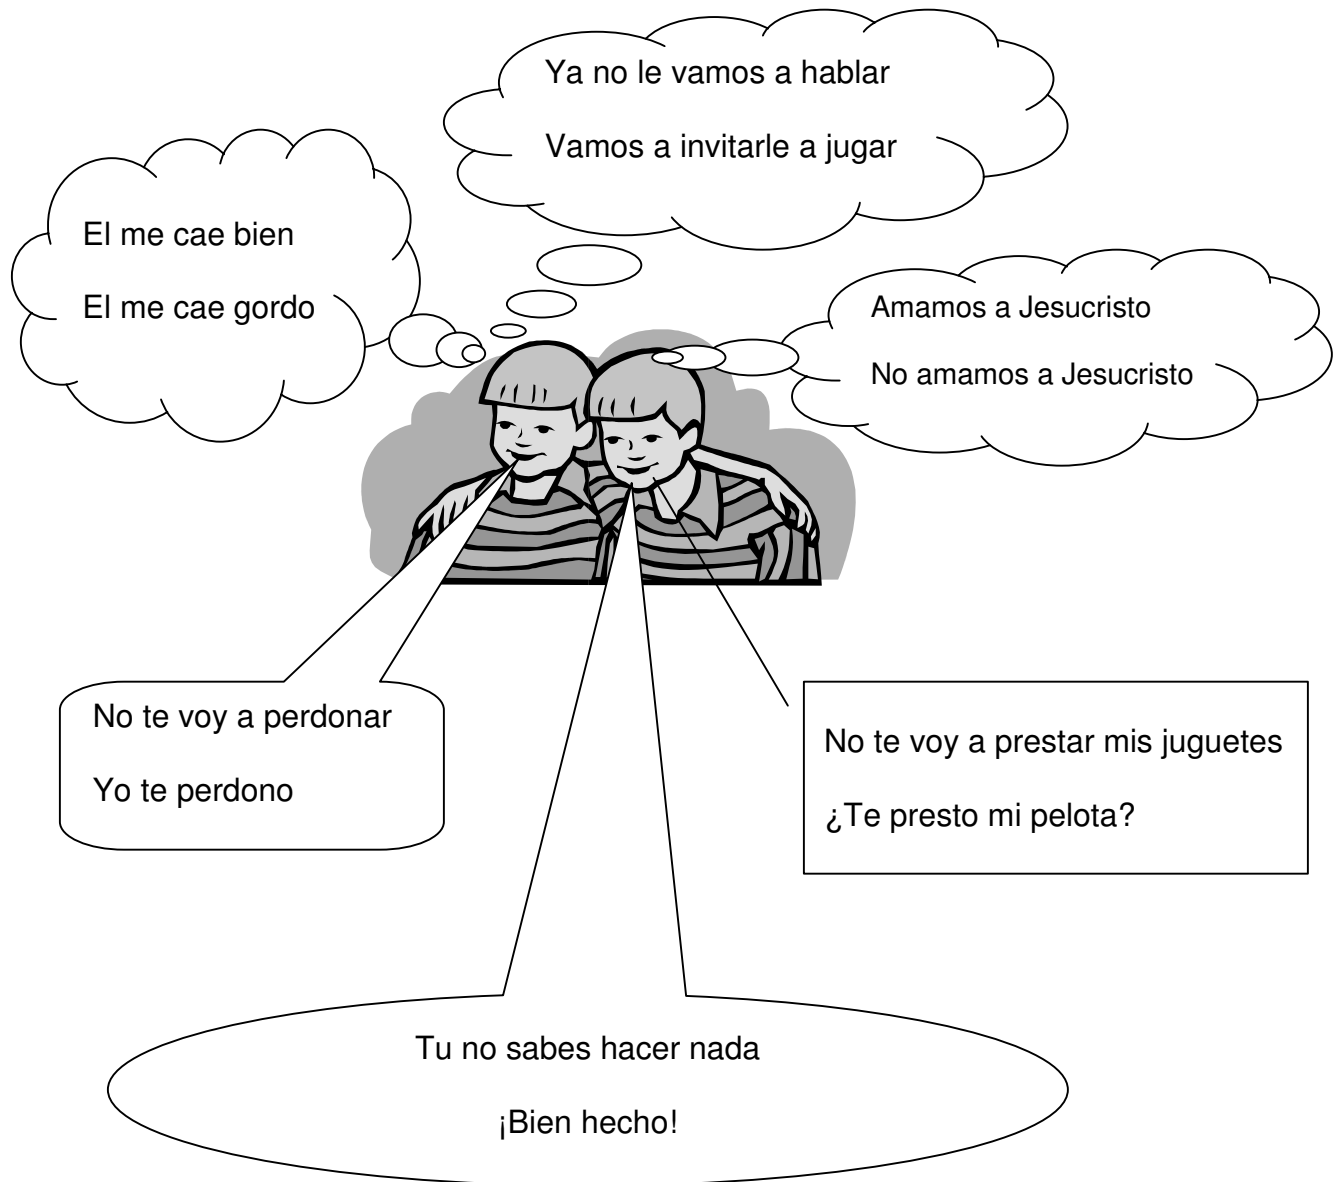 Ya no le vamos a hablar
Vamos a invitarle a jugar
El me cae bien
El me cae gordo
Amamos a Jesucristo
No amamos a Jesucristo
No te voy a perdonar
Yo te perdono
No te voy a prestar mis juguetes
¿Te presto mi pelota?
Tu no sabes hacer nada
¡Bien hecho!